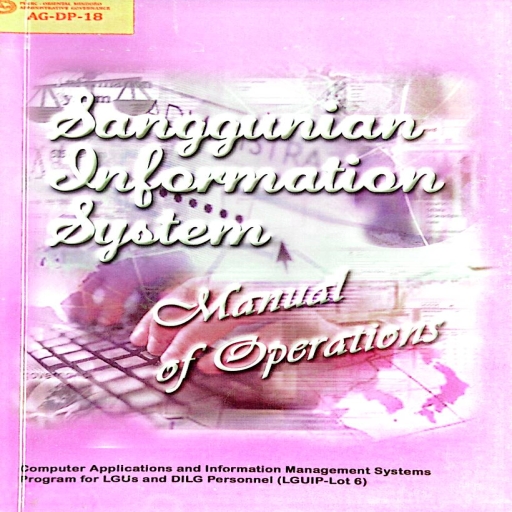 AG-DP-18
Sanggunian
Information
System
Manual
of Operations
Computer Applications and Information Management Systems
Program for LGUs and DILG Personnel (LGUIP-Lot 6)